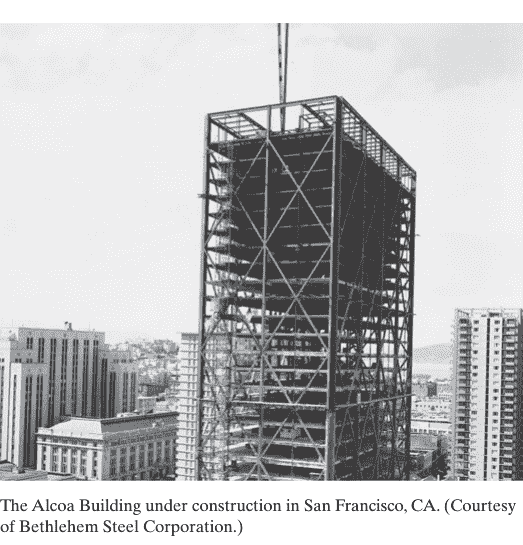 The Alcoa Building under construction in San Francisco, CA. (Courtesy
of Bethlehem Steel Corporation.)